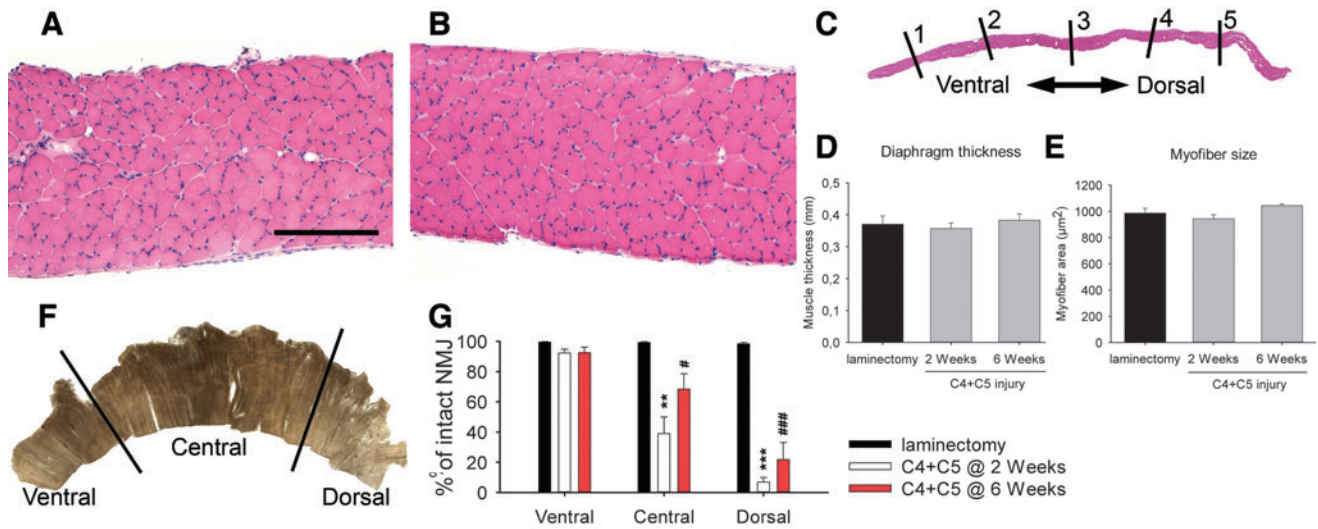 A
B
C
1 2 3 4 5
Ventral Dorsal
D
Diaphragm thickness
Muscle thickness (mm)
0,5
0,4
0,3
0,2
0,1
0,0
laminectomy 2 Weeks 6 Weeks
C4+C5 injury
E
Myofiber size
Myofiber area (µm²)
1200
1000
800
600
400
200
0
laminectomy 2 Weeks 6 Weeks
C4+C5 injury
F
Ventral
Central
Dorsal
G
% of intact NMJ
100
80
60
40
20
0
**
#
***
###
Ventral Central Dorsal
laminectomy
C4+C5 @ 2 Weeks
C4+C5 @ 6 Weeks